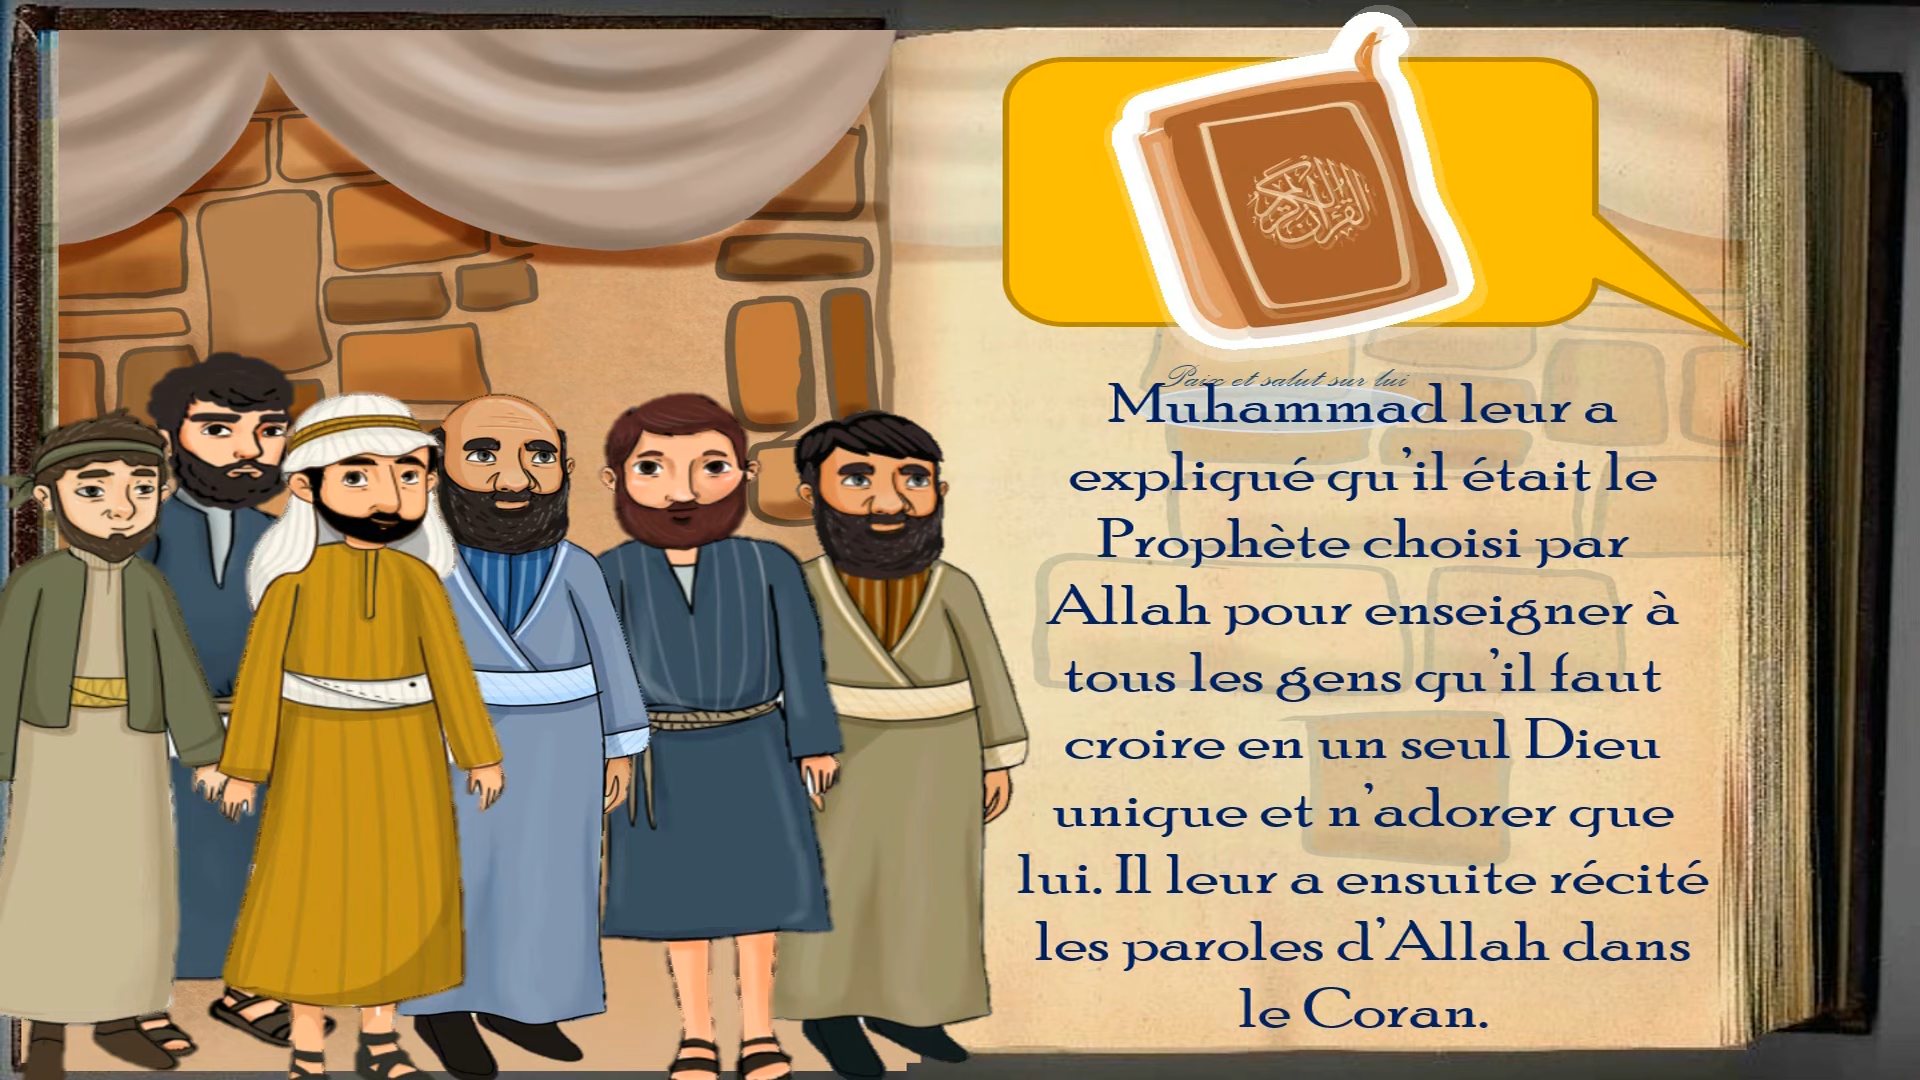 القرآن الكريم
Paix et salut sur lui
Muhammad leur a
expliqué qu’il était le
Prophète choisi par
Allah pour enseigner à
tous les gens qu’il faut
croire en un seul Dieu
unique et n’adorer que
lui. Il leur a ensuite récité
les paroles d’Allah dans
le Coran.